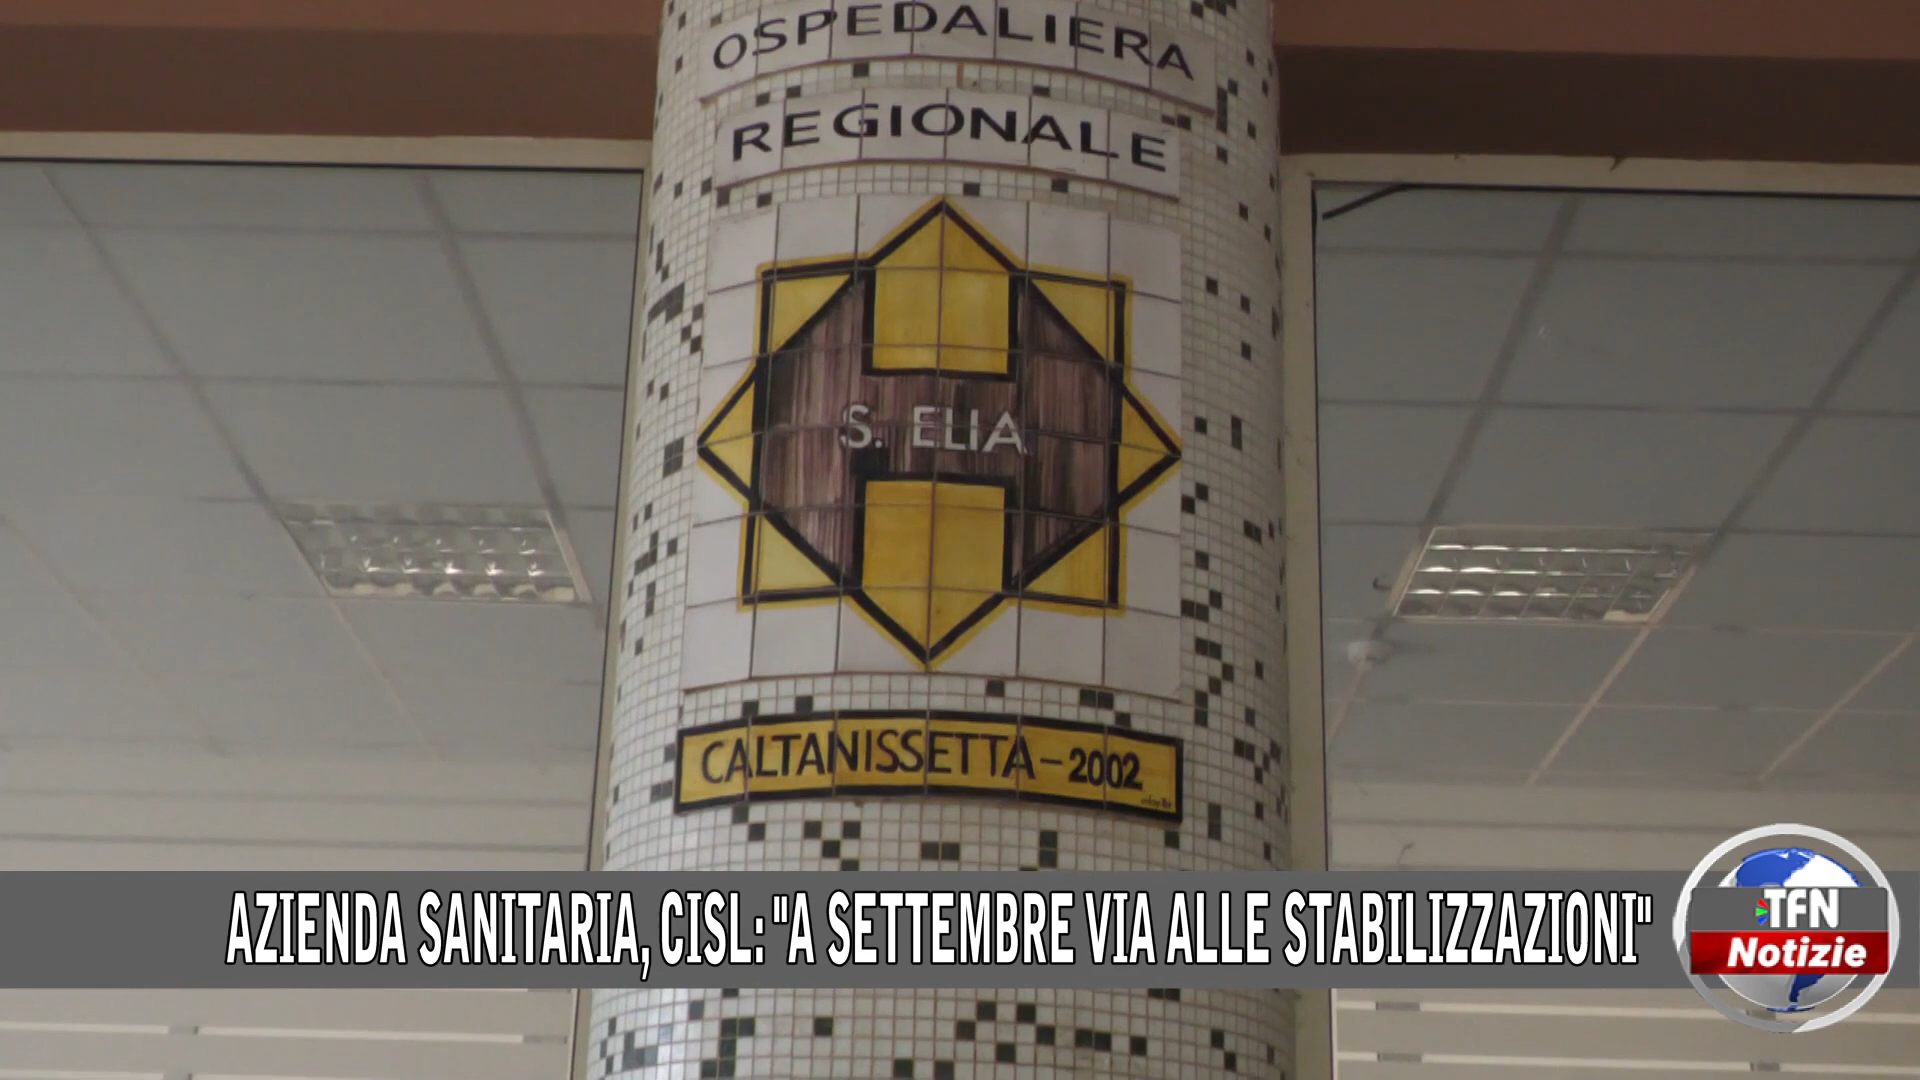 OSPEDALIERA
REGIONALE
S. ELIA
CALTANISSETTA-2002
AZIENDA SANITARIA, CISL: "A SETTEMBRE VIA ALLE STABILIZZAZIONI"
TFN
Notizie